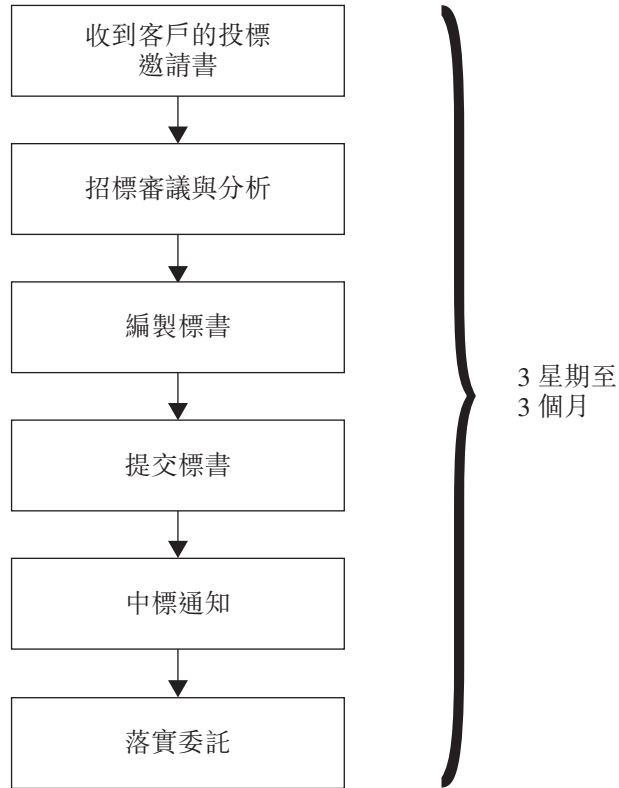 收到客戶的投標
邀請書
招標審議與分析
編製標書
提交標書
中標通知
落實委託
3 星期至
3 個月